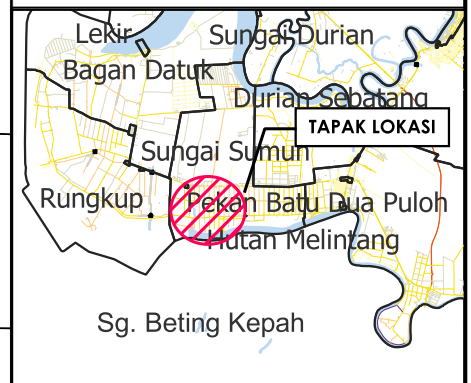 Lekir
Sungai Durian
Bagan Datuk
Durian Sebatang
TAPAK LOKASI
Sungai Sumun
Rungkup
Pekan Batu Dua Puloh
Hutan Melintang
Sg. Beting Kepah